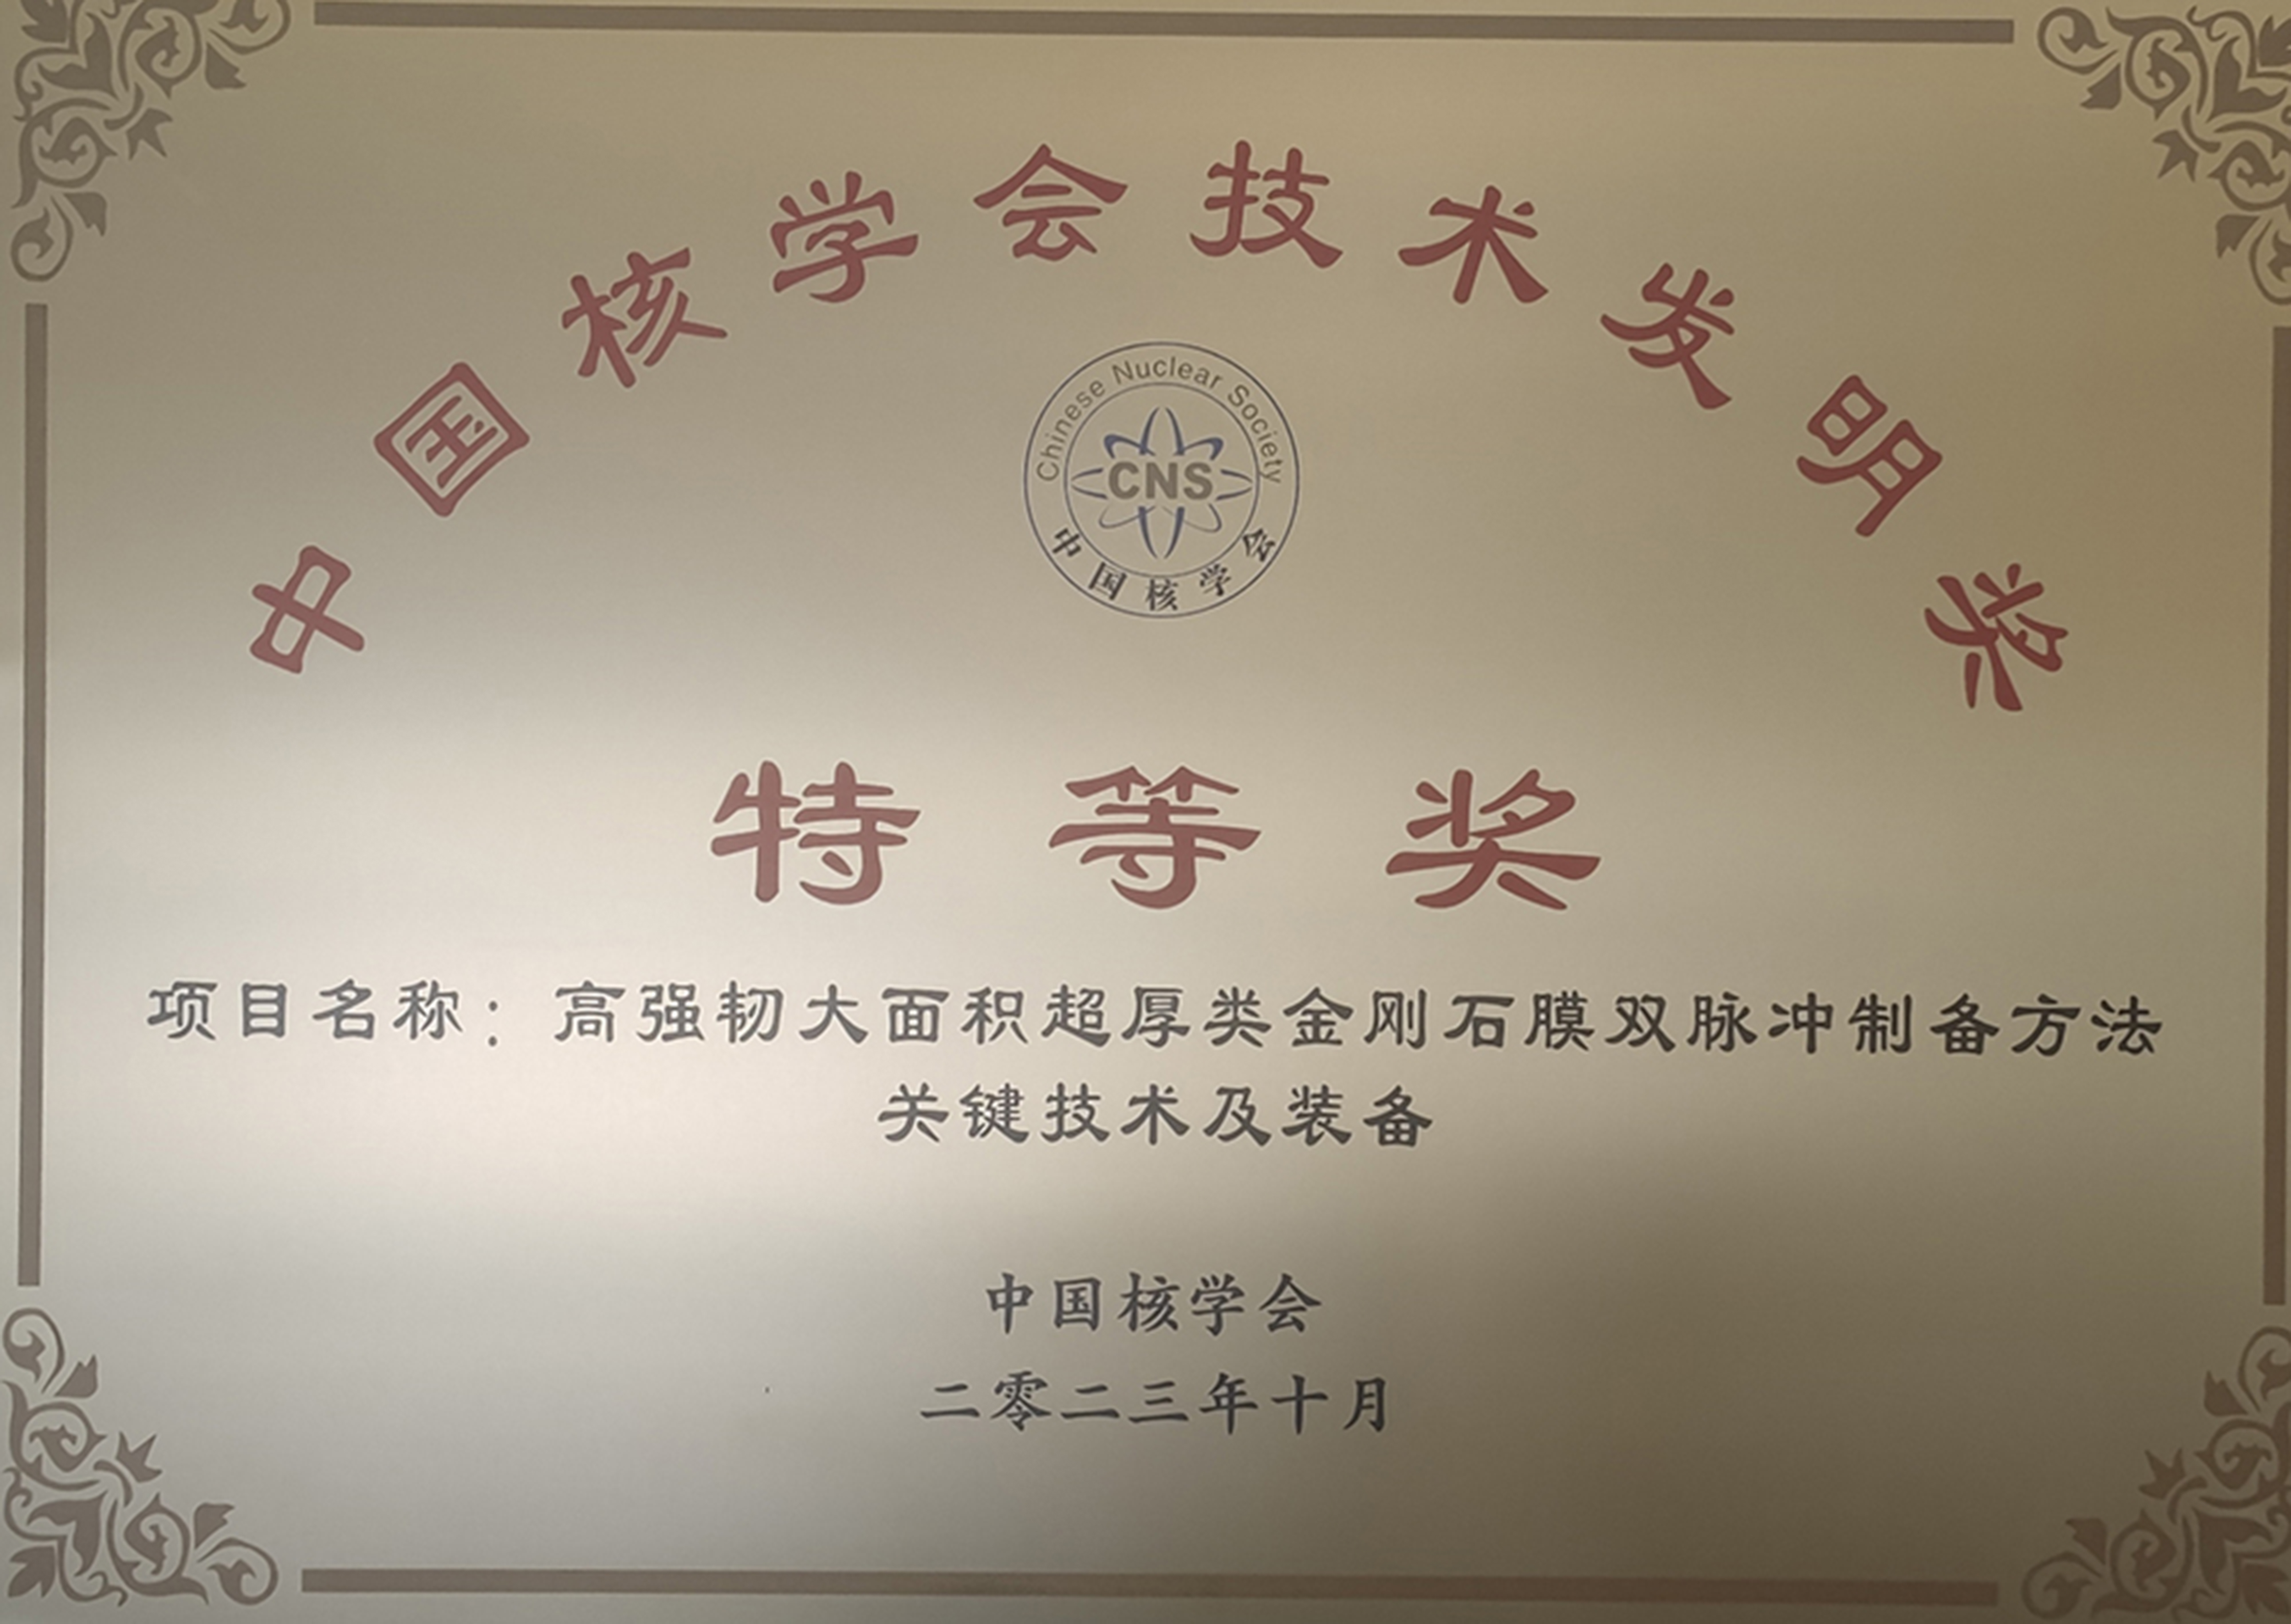 中国核学会技术发明奖
Chinese Nuclear Society
CNS
中国核学会
特等奖
项目名称：高强韧大面积超厚类金刚石膜双脉冲制备方法
关键技术及装备
中国核学会
二零二三年十月